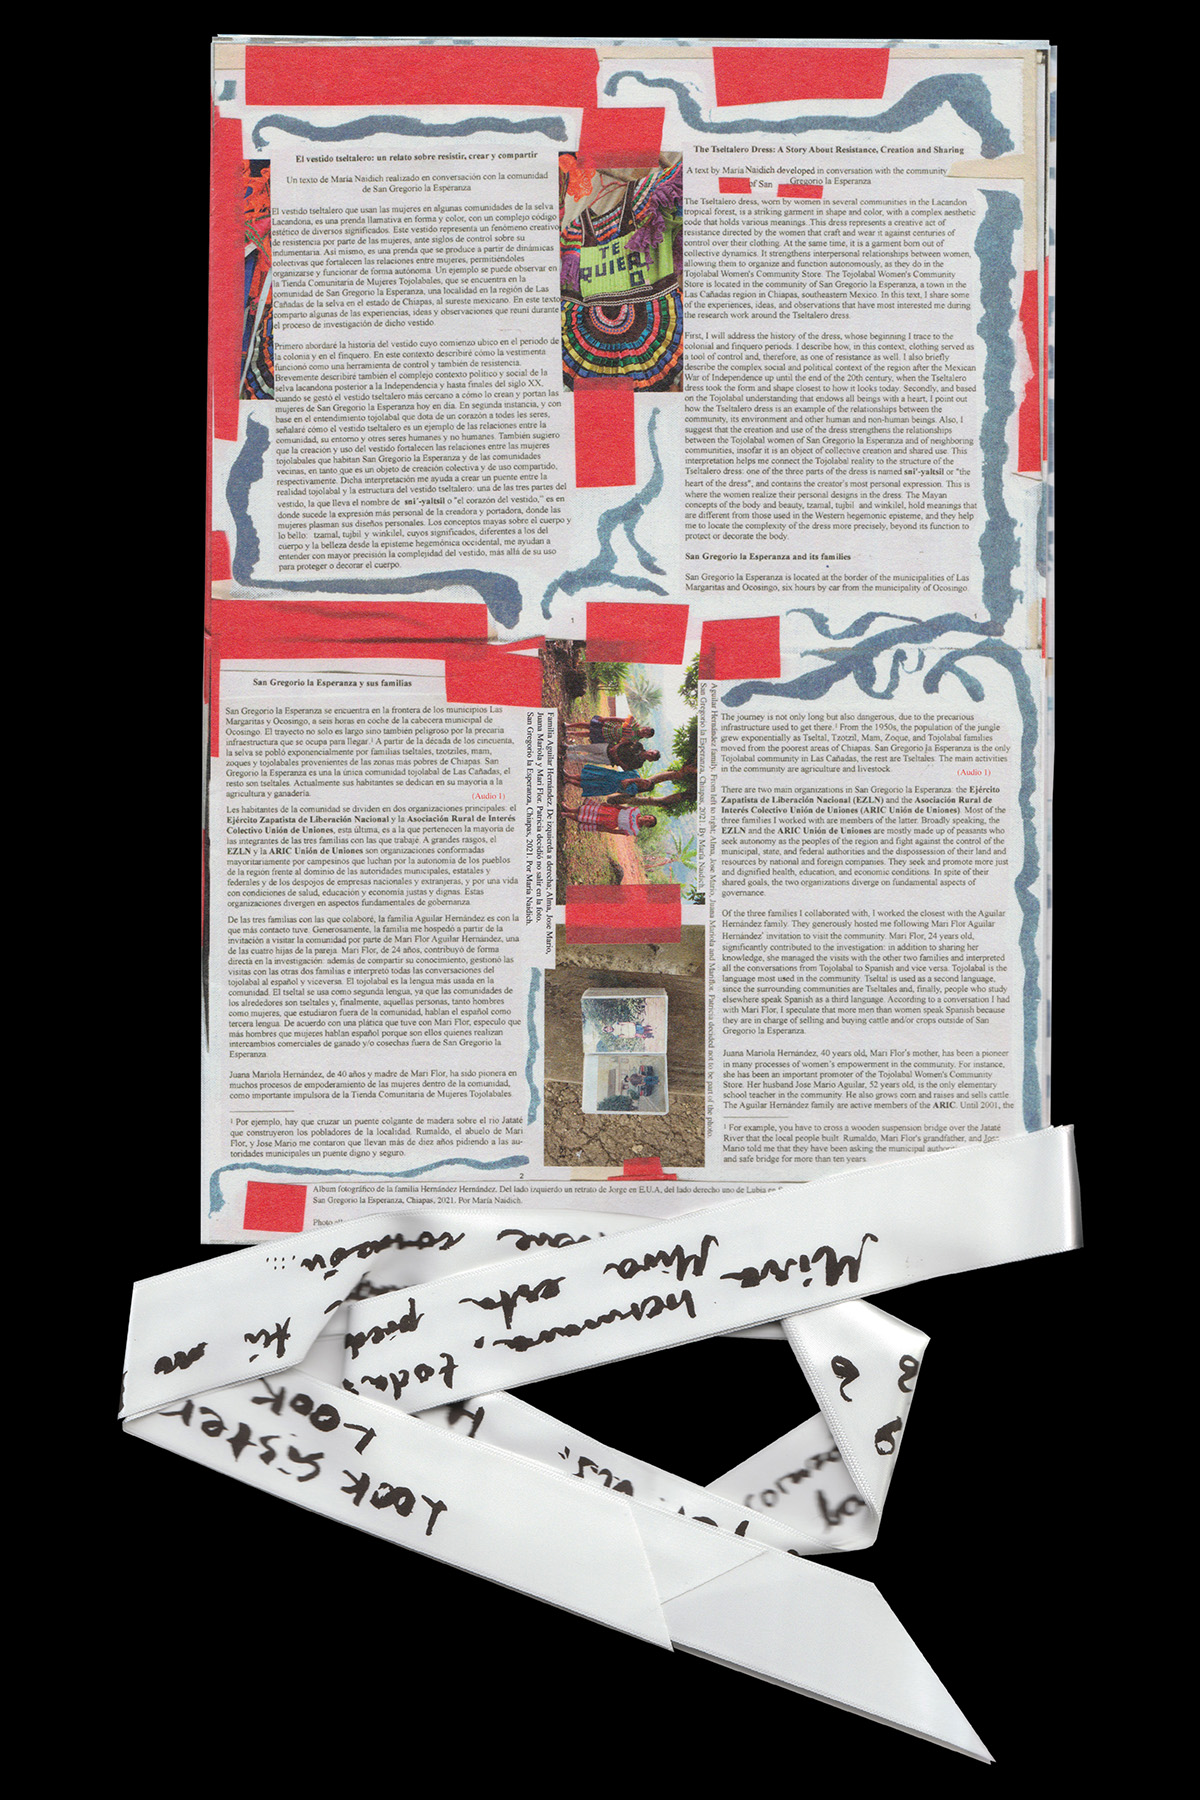 El vestido tseltalero: un relato sobre resistir, crear y compartir
Un texto de María Naidich realizado en conversación con la comunidad
de San Gregorio la Esperanza
El vestido tseltalero que usan las mujeres en algunas comunidades de la selva
Lacandona, es una prenda llamativa en forma y color, con un complejo código
estético de diversos significados. Este vestido representa un fenómeno creativo
de resistencia por parte de las mujeres, ante siglos de control sobre su
indumentaria. Así mismo, es una prenda que se produce a partir de dinámicas
colectivas que fortalecen las relaciones entre mujeres, permitiéndoles
organizarse y funcionar de forma autónoma. Un ejemplo se puede observar en
la Tienda Comunitaria de Mujeres Tojolabales, que se encuentra en la
comunidad de San Gregorio la Esperanza, una localidad en la región de Las
Cañadas de la selva en el estado de Chiapas, al sureste mexicano. En este texto
comparto algunas de las experiencias, ideas y observaciones que reuní durante
el proceso de investigación de dicho vestido.
Primero abordaré la historia del vestido cuyo comienzo ubico en el periodo de
la colonia y en el finquero. En este contexto describiré cómo la vestimenta
funcionó como una herramienta de control y también de resistencia.
Brevemente describiré también el complejo contexto político y social de la
selva lacandona posterior a la Independencia y hasta finales del siglo XX,
cuando se gestó el vestido tseltalero más cercano a cómo lo crean y portan las
mujeres de San Gregorio la Esperanza hoy en día. En segunda instancia, y con
base en el entendimiento tojolabal que dota de un corazón a todes les seres,
señalaré cómo el vestido tseltalero es un ejemplo de las relaciones entre la
comunidad, su entorno y otres seres humanes y no humanes. También sugiero
que la creación y uso del vestido fortalecen las relaciones entre las mujeres
tojolabales que habitan San Gregorio la Esperanza y de las comunidades
vecinas, en tanto que es un objeto de creación colectiva y de uso compartido,
respectivamente. Dicha interpretación me ayuda a crear un puente entre la
realidad tojolabal y la estructura del vestido tseltalero: una de las tres partes del
vestido, la que lleva el nombre de sni'-yaltsil o "el corazón del vestido," es en
donde sucede la expresión más personal de la creadora y portadora, donde las
mujeres plasman sus diseños personales. Los conceptos mayas sobre el cuerpo y
lo bello: tzamal, tujbil y winkilel, cuyos significados, diferentes a los del
cuerpo y la belleza desde la episteme hegemónica occidental, me ayudan a
entender con mayor precisión la complejidad del vestido, más allá de su uso
para proteger o decorar el cuerpo.
1
TE
QUIER
O
The Tseltalero Dress: A Story About Resistance, Creation and Sharing
A text by Maria Naidich developed in conversation with the community
of San Gregorio la Esperanza
The Tseltalero dress, worn by women in several communities in the Lacandon
tropical forest, is a striking garment in shape and color, with a complex aesthetic
code that holds various meanings. This dress represents a creative act of
resistance directed by the women that craft and wear it against centuries of
control over their clothing. At the same time, it is a garment born out of
collective dynamics. It strengthens interpersonal relationships between women,
allowing them to organize and function autonomously, as they do in the
Tojolabal Women's Community Store. The Tojolabal Women's Community
Store is located in the community of San Gregorio la Esperanza, a town in the
Las Cañadas region in Chiapas, southeastern Mexico. In this text, I share some
of the experiences, ideas, and observations that have most interested me during
the research work around the Tseltalero dress.
First, I will address the history of the dress, whose beginning I trace to the
colonial and finquero periods. I describe how, in this context, clothing served as
a tool of control and, therefore, as one of resistance as well. I also briefly
describe the complex social and political context of the region after the Mexican
War of Independence up until the end of the 20th century, when the Tseltalero
dress took the form and shape closest to how it looks today. Secondly, and based
on the Tojolabal understanding that endows all beings with a heart, I point out
how the Tseltalero dress is an example of the relationships between the
community, its environment and other human and non-human beings. Also, I
suggest that the creation and use of the dress strengthens the relationships
between the Tojolabal women of San Gregorio la Esperanza and of neighboring
communities, insofar it is an object of collective creation and shared use. This
interpretation helps me connect the Tojolabal reality to the structure of the
Tseltalero dress: one of the three parts of the dress is named sni'-yaltsil or "the
heart of the dress", and contains the creator's most personal expression. This is
where the women realize their personal designs in the dress. The Mayan
concepts of the body and beauty, tzamal, tujbil and winkilel, hold meanings that
are different from those used in the Western hegemonic episteme, and they help
me to locate the complexity of the dress more precisely, beyond its function to
protect or decorate the body.
San Gregorio la Esperanza and its families
San Gregorio la Esperanza is located at the border of the municipalities of Las
Margaritas and Ocosingo, six hours by car from the municipality of Ocosingo.
1
San Gregorio la Esperanza y sus familias
San Gregorio la Esperanza se encuentra en la frontera de los municipios Las
Margaritas y Ocosingo, a seis horas en coche de la cabecera municipal de
Ocosingo. El trayecto no solo es largo sino también peligroso por la precaria
infraestructura que se ocupa para llegar.¹ A partir de la década de los cincuenta,
la selva se pobló exponencialmente por familias tseltales, tzotziles, mam,
zoques y tojolabales provenientes de las zonas más pobres de Chiapas. San
Gregorio la Esperanza es una la única comunidad tojolabal de Las Cañadas, el
resto son tseltales. Actualmente sus habitantes se dedican en su mayoría a la
agricultura y ganadería.
(Audio 1)
Les habitantes de la comunidad se dividen en dos organizaciones principales: el
Ejército Zapatista de Liberación Nacional y la Asociación Rural de Interés
Colectivo Unión de Uniones, esta última, es a la que pertenecen la mayoría de
las integrantes de las tres familias con las que trabajé. A grandes rasgos, el
EZLN y la ARIC Unión de Uniones son organizaciones conformadas
mayoritariamente por campesinos que luchan por la autonomía de los pueblos
de la región frente al dominio de las autoridades municipales, estatales y
federales y de los despojos de empresas nacionales y extranjeras, y por una vida
con condiciones de salud, educación y economía justas y dignas. Estas
organizaciones divergen en aspectos fundamentales de gobernanza.
De las tres familias con las que colaboré, la familia Aguilar Hernández es con la
que más contacto tuve. Generosamente, la familia me hospedó a partir de la
invitación a visitar la comunidad por parte de Mari Flor Aguilar Hernández, una
de las cuatro hijas de la pareja. Mari Flor, de 24 años, contribuyó de forma
directa en la investigación: además de compartir su conocimiento, gestionó las
visitas con las otras dos familias e interpretó todas las conversaciones del
tojolabal al español y viceversa. El tojolabal es la lengua más usada en la
comunidad. El tseltal se usa como segunda lengua, ya que las comunidades de
los alrededores son tseltales y, finalmente, aquellas personas, tanto hombres
como mujeres, que estudiaron fuera de la comunidad, hablan el español como
tercera lengua. De acuerdo con una plática que tuve con Mari Flor, especulo que
más hombres que mujeres hablan español porque son ellos quienes realizan
intercambios comerciales de ganado y/o cosechas fuera de San Gregorio la
Esperanza
Juana Mariola Hernández, de 40 años y madre de Mari Flor, ha sido pionera en
muchos procesos de empoderamiento de las mujeres dentro de la comunidad,
como importante impulsora de la Tienda Comunitaria de Mujeres Tojolabales.
¹ Por ejemplo, hay que cruzar un puente colgante de madera sobre el río Jataté
que construyeron los pobladores de la localidad. Rumaldo, el abuelo de Mari
Flor, y Jose Mario me contaron que llevan más de diez años pidiendo a las au-
toridades municipales un puente digno y seguro.
2
Familia Aguilar Hernández. De izquierda a derecha; Alma, Jose Mario,
Juana Mariola y Mari Flor. Patricia decidió no salir en la foto.
San Gregorio la Esperanza, Chiapas, 2021. Por María Naidich.
Aguilar Hernández family. From left to right; Alma, Jose Mario, Juana Mariola and Mariflor. Patricia decided not to be part of the photo.
San Gregorio la Esperanza, Chiapas, 2021. By María Naidich.
The journey is not only long but also dangerous, due to the precarious
infrastructure used to get there.¹ From the 1950s, the population of the jungle
grew exponentially as Tseltal, Tzotzil, Mam, Zoque, and Tojolabal families
moved from the poorest areas of Chiapas. San Gregorio la Esperanza is the only
Tojolabal community in Las Cañadas, the rest are Tseltales. The main activities
in the community are agriculture and livestock.
(Audio 1)
There are two main organizations in San Gregorio la Esperanza: the Ejército
Zapatista de Liberación Nacional (EZLN) and the Asociación Rural de
Interés Colectivo Unión de Uniones (ARIC Unión de Uniones). Most of the
three families I worked with are members of the latter. Broadly speaking, the
EZLN and the ARIC Unión de Uniones are mostly made up of peasants who
seek autonomy as the peoples of the region and fight against the control of the
municipal, state, and federal authorities and the dispossession of their land and
resources by national and foreign companies. They seek and promote more just
and dignified health, education, and economic conditions. In spite of their
shared goals, the two organizations diverge on fundamental aspects of
governance.
Of the three families I collaborated with, I worked the closest with the Aguilar
Hernández family. They generously hosted me following Mari Flor Aguilar
Hernández' invitation to visit the community. Mari Flor, 24 years old,
significantly contributed to the investigation: in addition to sharing her
knowledge, she managed the visits with the other two families and interpreted
all the conversations from Tojolabal to Spanish and vice versa. Tojolabal is the
language most used in the community. Tseltal is used as a second language,
since the surrounding communities are Tseltales and, finally, people who study
elsewhere speak Spanish as a third language. According to a conversation I had
with Mari Flor, I speculate that more men than women speak Spanish because
they are in charge of selling and buying cattle and/or crops outside of San
Gregorio la Esperanza.
Juana Mariola Hernández, 40 years old, Mari Flor's mother, has been a pioneer
in many processes of women's empowerment in the community. For instance,
she has been an important promoter of the Tojolabal Women's Community
Store. Her husband Jose Mario Aguilar, 52 years old, is the only elementary
school teacher in the community. He also grows corn and raises and sells cattle.
The Aguilar Hernández family are active members of the ARIC. Until 2001, the
¹ For example, you have to cross a wooden suspension bridge over the Jataté
River that the local people built. Rumaldo, Mari Flor's grandfather, and Jose
Mario told me that they have been asking the municipal
and safe bridge for more than ten years
Album fotográfico de la familia Hernández Hernández. Del lado izquierdo un retrato de Jorge en E.U.A, del lado derecho uno de Lubia en
San Gregorio la Esperanza, Chiapas, 2021. Por María Naidich.
Photo
Mira Mira
hermana, esta
todas
corazón...
ti no
Look Sister
Look